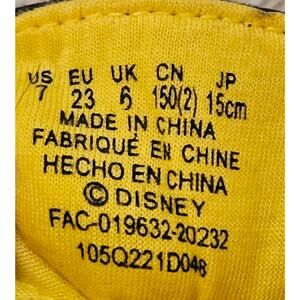 US EU UK CN JP
7 23 6 150(2) 15cm
MADE IN CHINA
FABRIQUÉ EN CHINE
HECHO EN CHINA
© DISNEY
FAC-019632-20232
105Q221D048